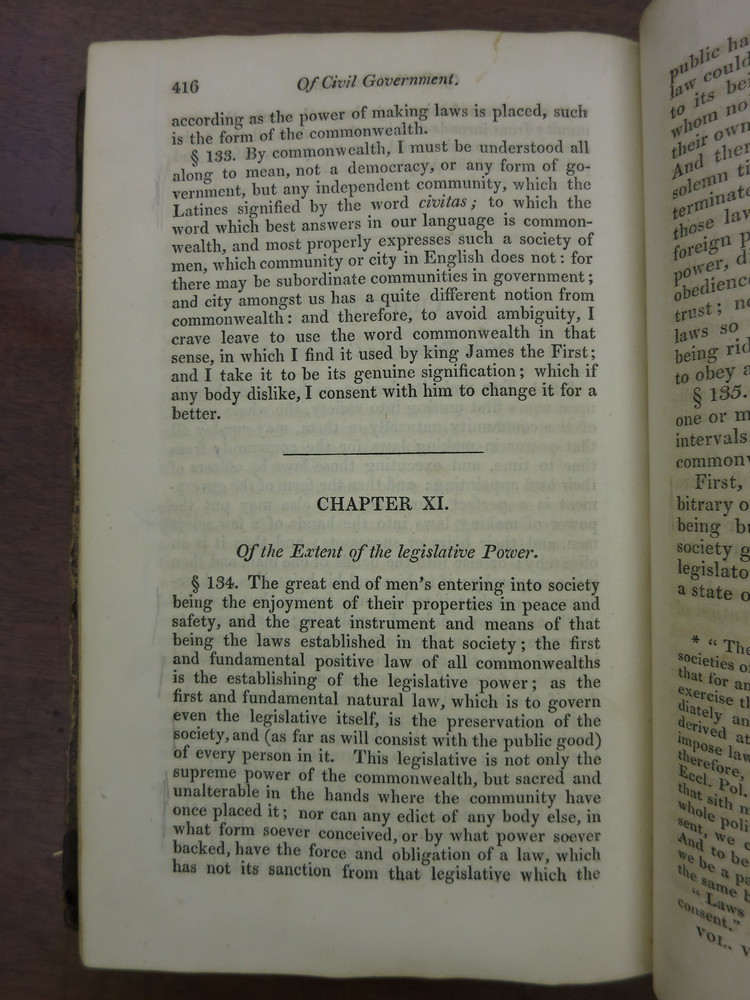 416
Of Civil Government.
according as the power of making laws is placed, such
is the form of the commonwealth.
§ 133. By commonwealth, I must be understood all
along to mean, not a democracy, or any form of go-
vernment, but any independent community, which the
Latines signified by the word civitas; to which the
word which best answers in our language is common-
wealth, and most properly expresses such a society of
men, which community or city in English does not: for
there may be subordinate communities in government;
and city amongst us has a quite different notion from
commonwealth: and therefore, to avoid ambiguity, I
crave leave to use the word commonwealth in that
sense, in which I find it used by king James the First;
and I take it to be its genuine signification; which if
any body dislike, I consent with him to change it for a
better.
CHAPTER XI.
Of the Extent of the legislative Power.
§ 134. The great end of men's entering into society
being the enjoyment of their properties in peace and
safety, and the great instrument and means of that
being the laws established in that society; the first
and fundamental positive law of all commonwealths
is the establishing of the legislative power; as the
first and fundamental natural law, which is to govern
even the legislative itself, is the preservation of the
society, and (as far as will consist with the public good)
of every person in it. This legislative is not only the
supreme power of the commonwealth, but sacred and
unalterable in the hands where the community have
once placed it; nor can any edict of any body else, in
what form soever conceived, or by what power soever
backed, have the force and obligation of a law, which
has not its sanction from that legislative which the
public ha
law could
to its bei
whom no
their own
And ther
solemn ti
terminate
those law
foreign p
power, d
obedience
trust; no
laws so
being rid
to obey a
§ 135.
one or m
intervals
common
First,
bitrary o
being bu
society g
legislato
a state o
* " The
societies o
that for an
exercise th
diately an
derived at
impose law
therefore,
Eccl. Pol.
that sith m
whole poli
sent, we c
And to be
we be a pa
the same b
" Laws
consent."
VOL. V